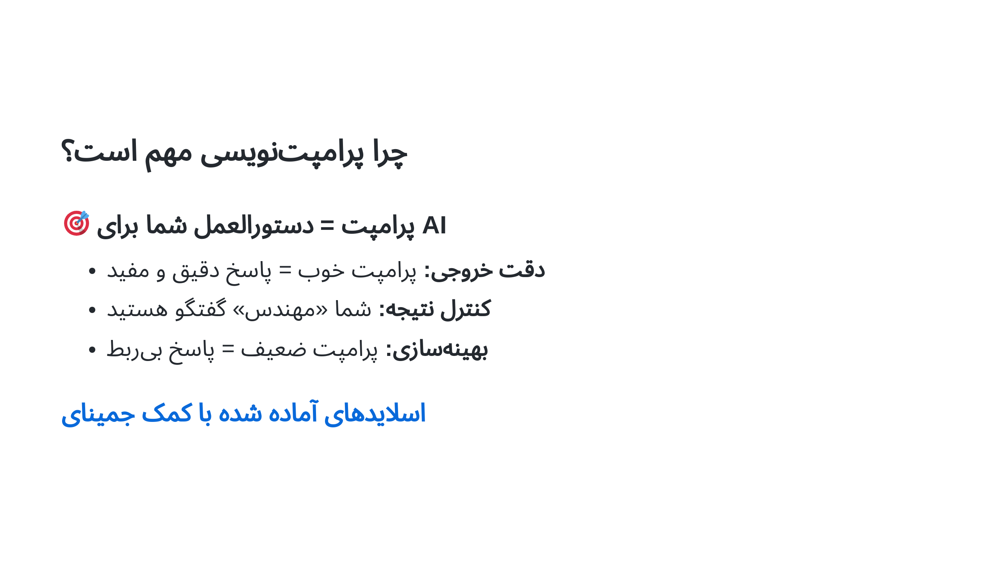 چرا پرامپت‌نویسی مهم است؟
🎯 پرامپت = دستورالعمل شما برای AI
• دقت خروجی: پرامپت خوب = پاسخ دقیق و مفید
• کنترل نتیجه: شما «مهندس» گفتگو هستید
• بهینه‌سازی: پرامپت ضعیف = پاسخ بی‌ربط
اسلایدهای آماده شده با کمک جمینای